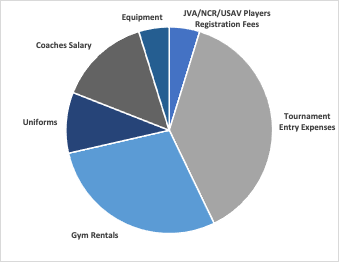 JVA/NCR/USAV Players
Registration Fees
Equipment
Coaches Salary
Tournament
Entry Expenses
Uniforms
Gym Rentals